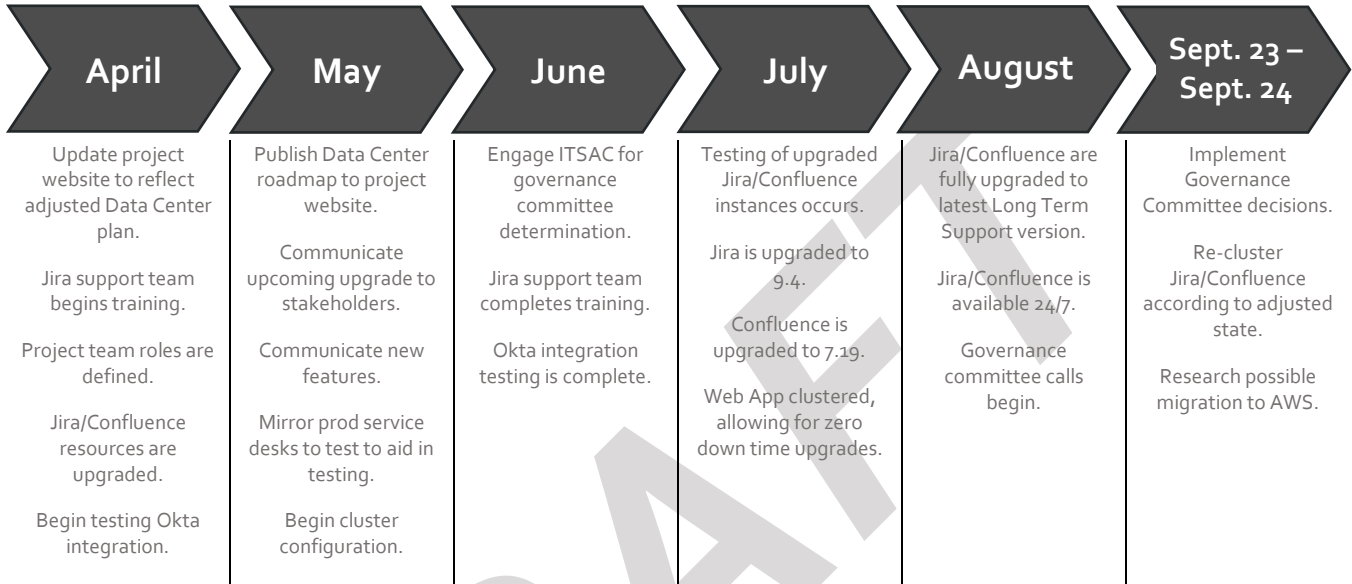 April
Update project
website to reflect
adjusted Data Center
plan.
Jira support team
begins training.
Project team roles are
defined.
Jira/Confluence
resources are
upgraded.
Begin testing Okta
integration.
May
Publish Data Center
roadmap to project
website.
Communicate
upcoming upgrade to
stakeholders.
Communicate new
features.
Mirror prod service
desks to test to aid in
testing.
Begin cluster
configuration.
June
Engage ITSAC for
governance
committee
determination.
Jira support team
completes training.
Okta integration
testing is complete.
July
Testing of upgraded
Jira/Confluence
instances occurs.
Jira is upgraded to
9.4.
Confluence is
upgraded to 7.19.
Web App clustered,
allowing for zero
down time upgrades.
August
Jira/Confluence are
fully upgraded to
latest Long Term
Support version.
Jira/Confluence is
available 24/7.
Governance
committee calls
begin.
Sept. 23 –
Sept. 24
Implement
Governance
Committee decisions.
Re-cluster
Jira/Confluence
according to adjusted
state.
Research possible
migration to AWS.
DRAFT